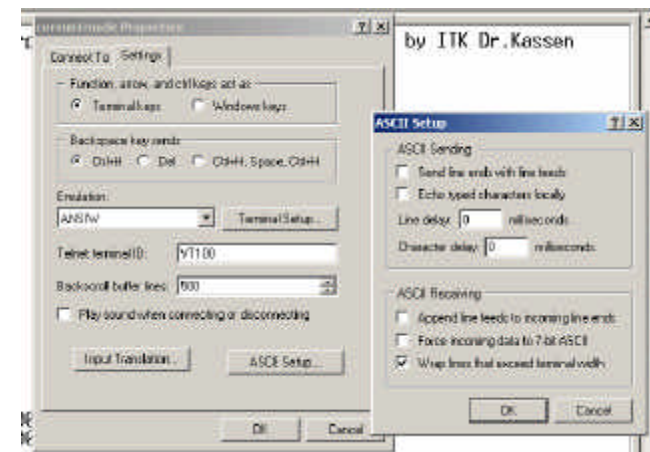 Properties
by ITK Dr.Kassen
Connect To Settings
Function, arrow, and ctrl keys act as
Terminal keys Windows keys
Backspace key sends
Ctrl+H Del Ctrl+H, Space, Ctrl+H
Emulation:
ANSIW Terminal Setup...
Telnet terminal ID: VT100
Backscroll buffer lines: 500
Play sound when connecting or disconnecting
Input Translation... ASCII Setup...
OK Cancel
ASCII Setup
ASCII Sending
Send line ends with line feeds
Echo typed characters locally
Line delay: 0 milliseconds.
Character delay: 0 milliseconds.
ASCII Receiving
Append line feeds to incoming line ends
Force incoming data to 7-bit ASCII
Wrap lines that exceed terminal width
OK Cancel